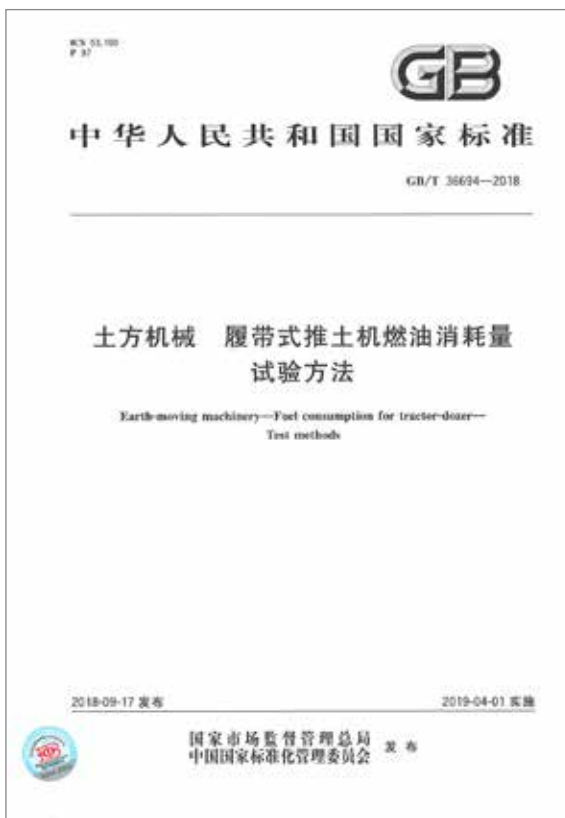 ICS 53.100
P 97
GB
中华人民共和国国家标准
GB/T 36694—2018
土方机械 履带式推土机燃油消耗量
试验方法
Earth-moving machinery—Fuel consumption for tractor-dozer—
Test methods
2018-09-17 发布
2019-04-01 实施
国家市场监督管理总局
中国国家标准化管理委员会
发布